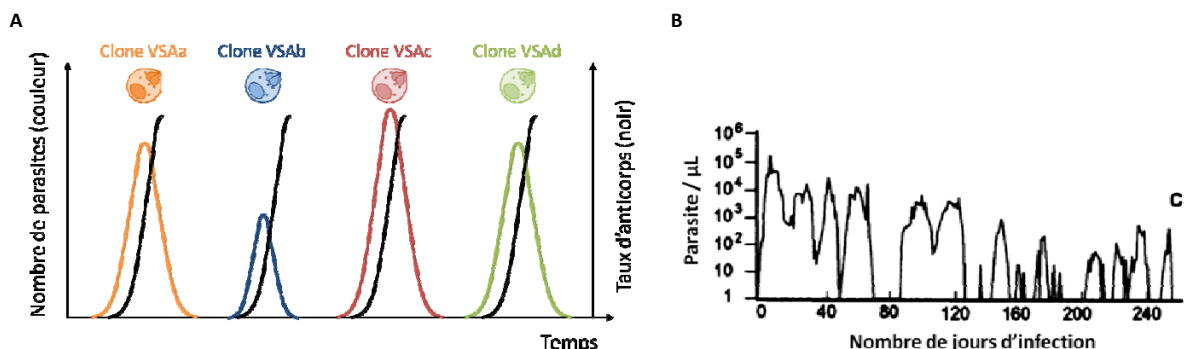 A
Clone VSAa Clone VSAb Clone VSAc Clone VSAd
Nombre de parasites (couleur)
Taux d'anticorps (noir)
Temps
B
Parasite / µL
10⁶
10⁵
10⁴
10³
10²
10
1
C
0 40 80 120 160 200 240
Nombre de jours d'infection